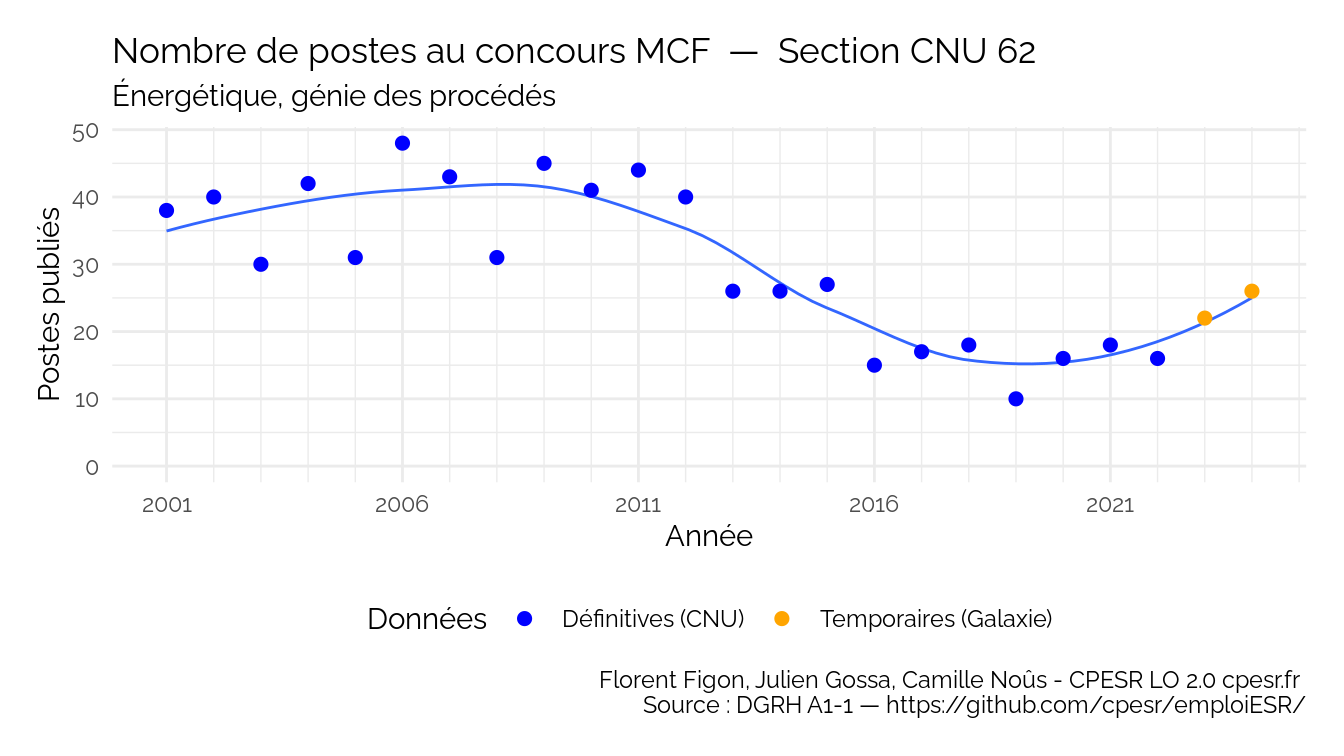 Nombre de postes au concours MCF — Section CNU 62
Énergétique, génie des procédés
50
40
30
20
10
0
Postes publiés
2001 2006 2011 2016 2021
Année
Données Définitives (CNU) Temporaires (Galaxie)
Florent Figon, Julien Gossa, Camille Noûs - CPESR LO 2.0 cpesr.fr
Source : DGRH A1-1 — https://github.com/cpesr/emploiESR/